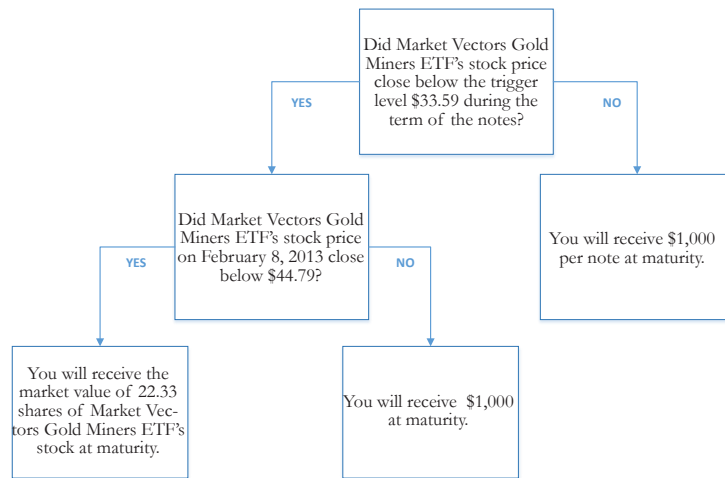 Did Market Vectors Gold
Miners ETF's stock price
close below the trigger
level $33.59 during the
term of the notes?
YES
NO
Did Market Vectors Gold
Miners ETF's stock price
on February 8, 2013 close
below $44.79?
You will receive $1,000
per note at maturity.
YES
NO
You will receive the
market value of 22.33
shares of Market Vec-
tors Gold Miners ETF's
stock at maturity.
You will receive $1,000
at maturity.